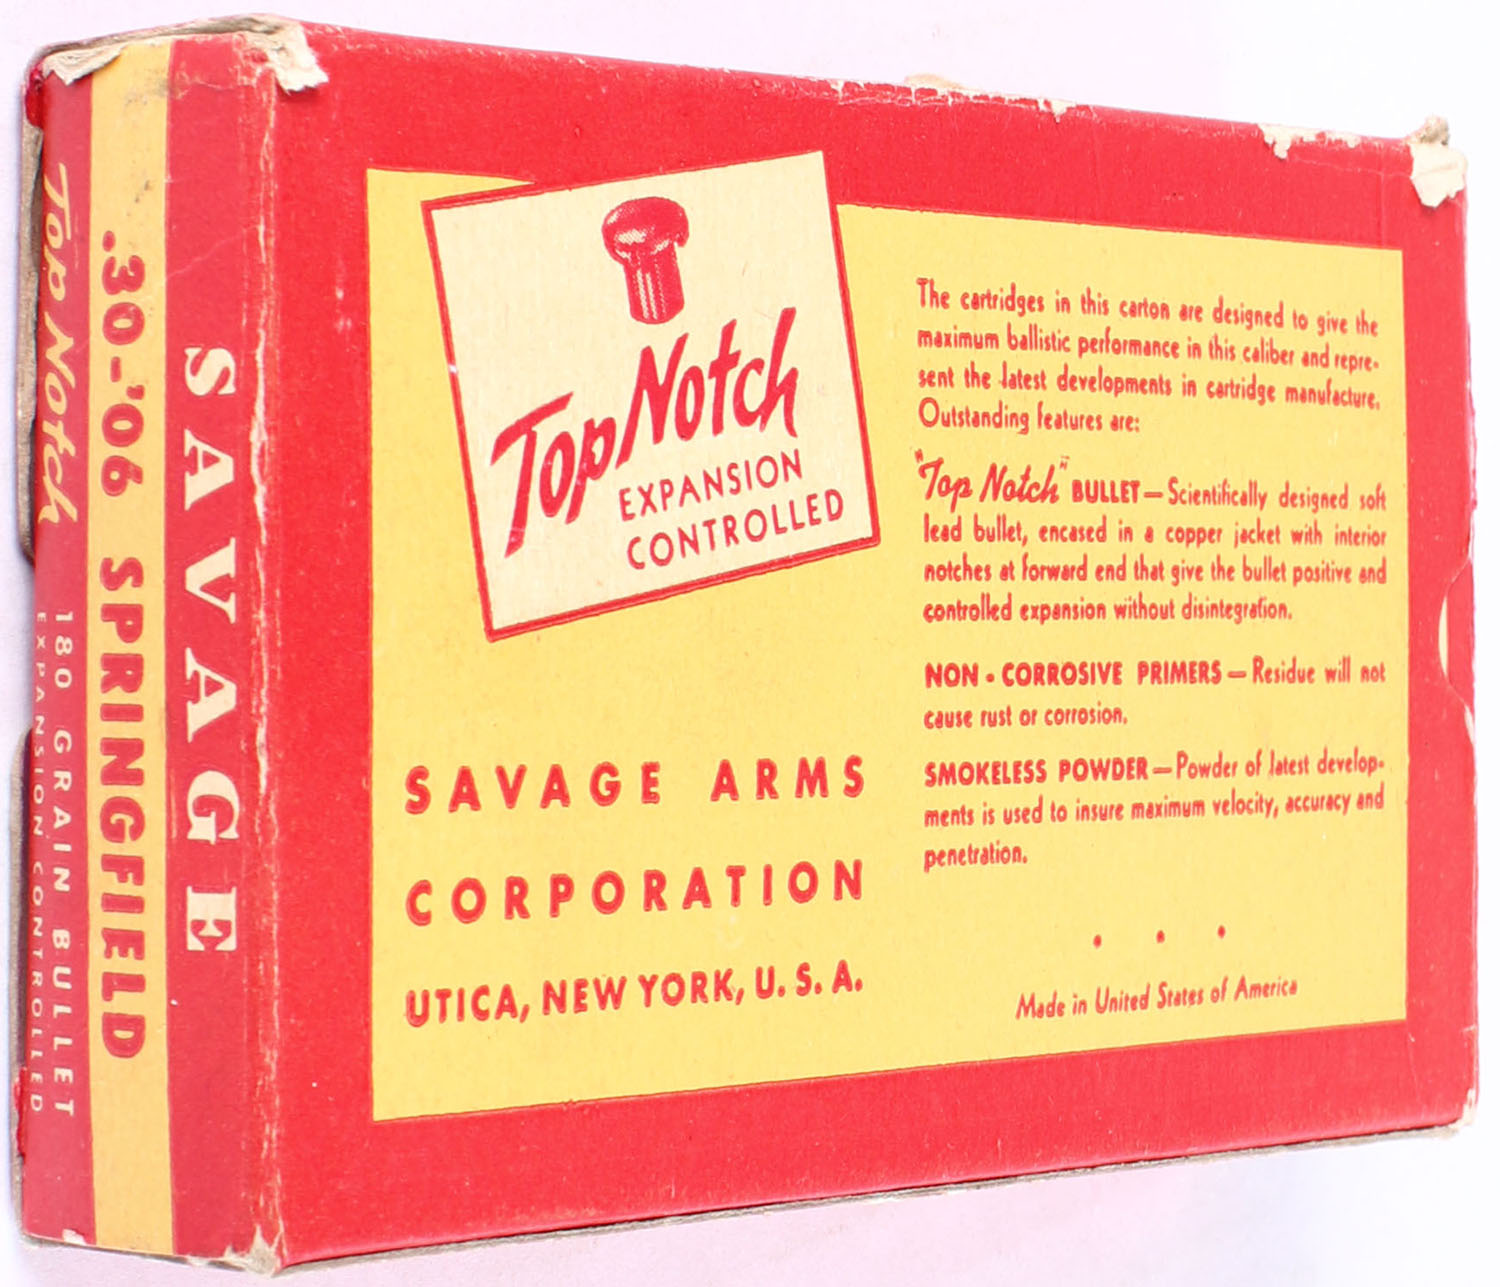 Top Notch
180 GRAIN BULLET
EXPANSION CONTROLLED
.30-'06 SPRINGFIELD
SAVAGE
Top Notch
EXPANSION
CONTROLLED
SAVAGE ARMS
CORPORATION
UTICA, NEW YORK, U. S. A.
The cartridges in this carton are designed to give the
maximum ballistic performance in this caliber and repre-
sent the latest developments in cartridge manufacture.
Outstanding features are:
"Top Notch" BULLET—Scientifically designed soft
lead bullet, encased in a copper jacket with interior
notches at forward end that give the bullet positive and
controlled expansion without disintegration.
NON-CORROSIVE PRIMERS—Residue will not
cause rust or corrosion.
SMOKELESS POWDER—Powder of latest develop-
ments is used to insure maximum velocity, accuracy and
penetration.
• • •
Made in United States of America